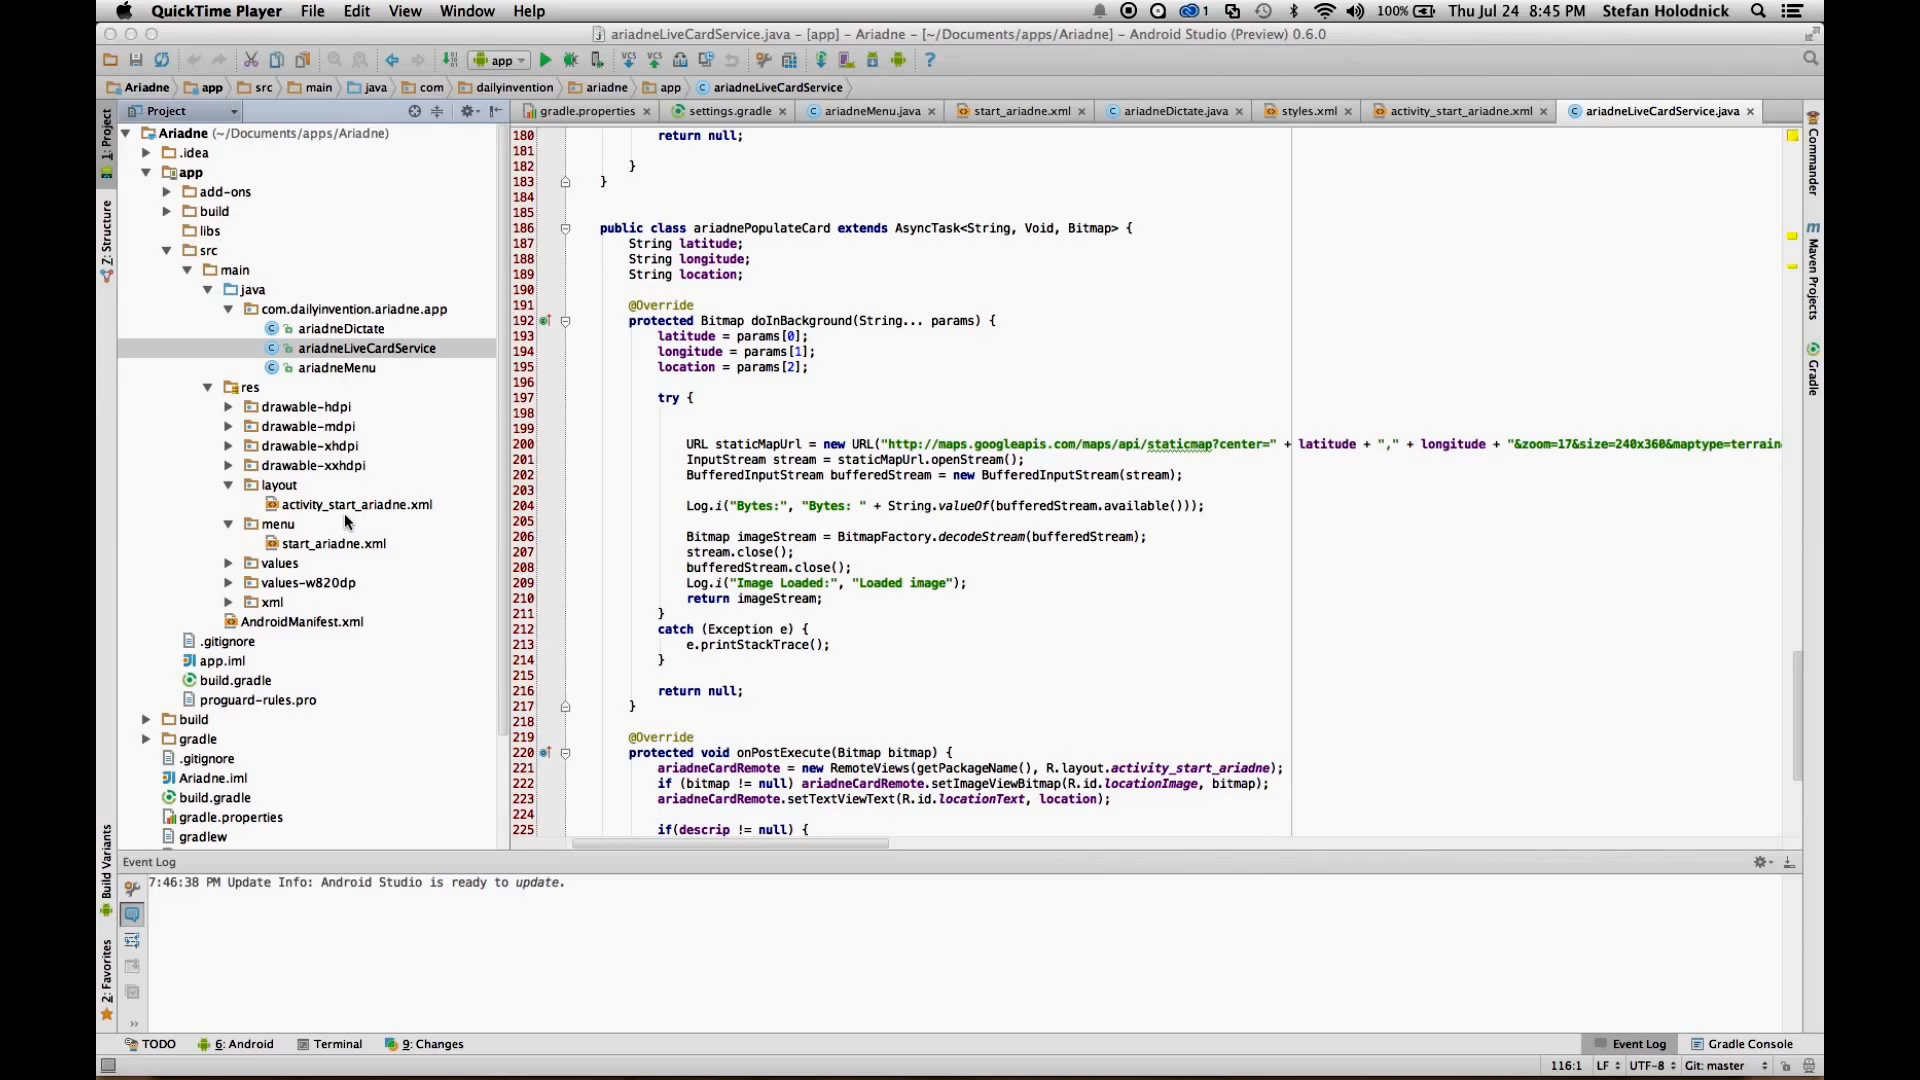 QuickTime Player File Edit View Window Help 1 100% Thu Jul 24 8:45 PM Stefan Holodnick
ariadneLiveCardService.java - [app] - Ariadne - [~/Documents/apps/Ariadne] - Android Studio (Preview) 0.6.0
app
Ariadne app src main java com dailyinvention ariadne app ariadneLiveCardService
Project
gradle.properties settings.gradle ariadneMenu.java start_ariadne.xml ariadneDictate.java styles.xml activity_start_ariadne.xml ariadneLiveCardService.java
1: Project
Z: Structure
Build Variants
2: Favorites
Ariadne (~/Documents/apps/Ariadne)
.idea
app
add-ons
build
libs
src
main
java
com.dailyinvention.ariadne.app
ariadneDictate
ariadneLiveCardService
ariadneMenu
res
drawable-hdpi
drawable-mdpi
drawable-xhdpi
drawable-xxhdpi
layout
activity_start_ariadne.xml
menu
start_ariadne.xml
values
values-w820dp
xml
AndroidManifest.xml
.gitignore
app.iml
build.gradle
proguard-rules.pro
build
gradle
.gitignore
Ariadne.iml
build.gradle
gradle.properties
gradlew
180 return null;
181
182 }
183 }
184
185
186 public class ariadnePopulateCard extends AsyncTask<String, Void, Bitmap> {
187 String latitude;
188 String longitude;
189 String location;
190
191 @Override
192 protected Bitmap doInBackground(String... params) {
193 latitude = params[0];
194 longitude = params[1];
195 location = params[2];
196
197 try {
198
199
200 URL staticMapUrl = new URL("http://maps.googleapis.com/maps/api/staticmap?center=" + latitude + "," + longitude + "&zoom=17&size=240x360&maptype=terrain
201 InputStream stream = staticMapUrl.openStream();
202 BufferedInputStream bufferedStream = new BufferedInputStream(stream);
203
204 Log.i("Bytes:", "Bytes: " + String.valueOf(bufferedStream.available()));
205
206 Bitmap imageStream = BitmapFactory.decodeStream(bufferedStream);
207 stream.close();
208 bufferedStream.close();
209 Log.i("Image Loaded:", "Loaded image");
210 return imageStream;
211 }
212 catch (Exception e) {
213 e.printStackTrace();
214 }
215
216 return null;
217 }
218
219 @Override
220 protected void onPostExecute(Bitmap bitmap) {
221 ariadneCardRemote = new RemoteViews(getPackageName(), R.layout.activity_start_ariadne);
222 if (bitmap != null) ariadneCardRemote.setImageViewBitmap(R.id.locationImage, bitmap);
223 ariadneCardRemote.setTextViewText(R.id.locationText, location);
224
225 if(descrip != null) {
Commander
m Maven Projects
Gradle
Event Log
7:46:38 PM Update Info: Android Studio is ready to update.
TODO 6: Android Terminal 9: Changes Event Log Gradle Console
116:1 LF UTF-8 Git: master